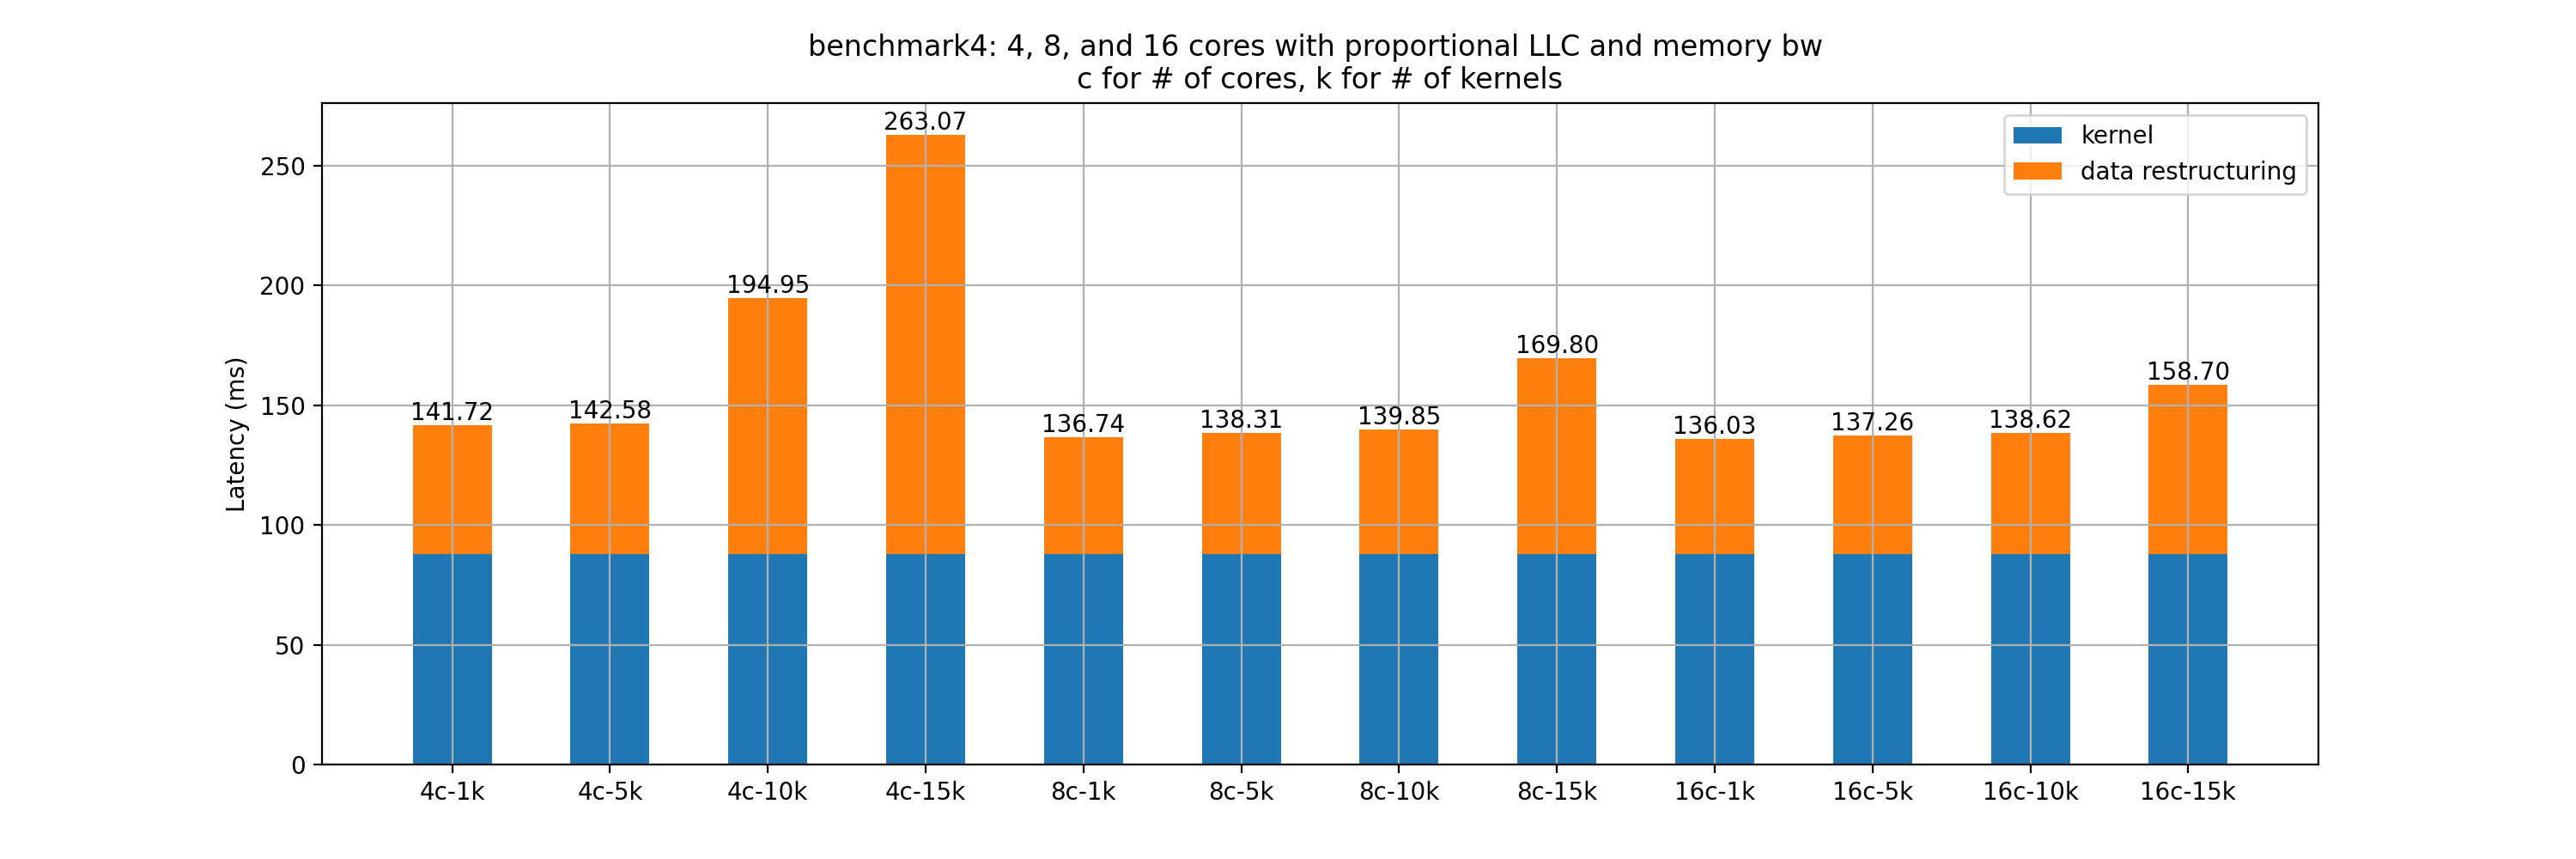 benchmark4: 4, 8, and 16 cores with proportional LLC and memory bw
c for # of cores, k for # of kernels
kernel
data restructuring
Latency (ms)
250
200
150
100
50
0
263.07
194.95
169.80
158.70
141.72
142.58
136.74
138.31
139.85
136.03
137.26
138.62
4c-1k
4c-5k
4c-10k
4c-15k
8c-1k
8c-5k
8c-10k
8c-15k
16c-1k
16c-5k
16c-10k
16c-15k